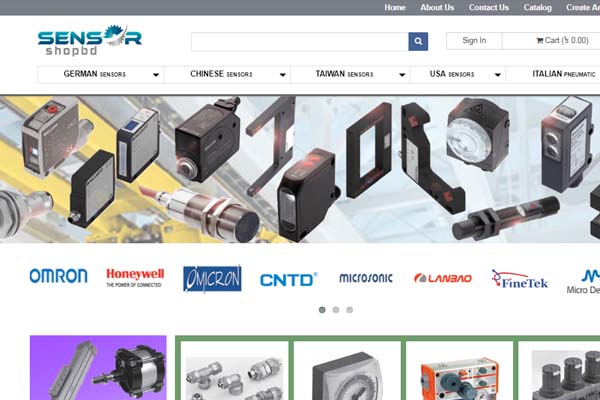 Home About Us Contact Us Catalog Create A
SENSOR
shopbd
Sign In
Cart (৳ 0.00)
GERMAN SENSORS
CHINESE SENSORS
TAIWAN SENSORS
USA SENSORS
ITALIAN PNEUMATIC
OMRON
Honeywell
THE POWER OF CONNECTED
OMICRON
CNTD®
MICROSONIC
LANBAO
FineTek
Micro De